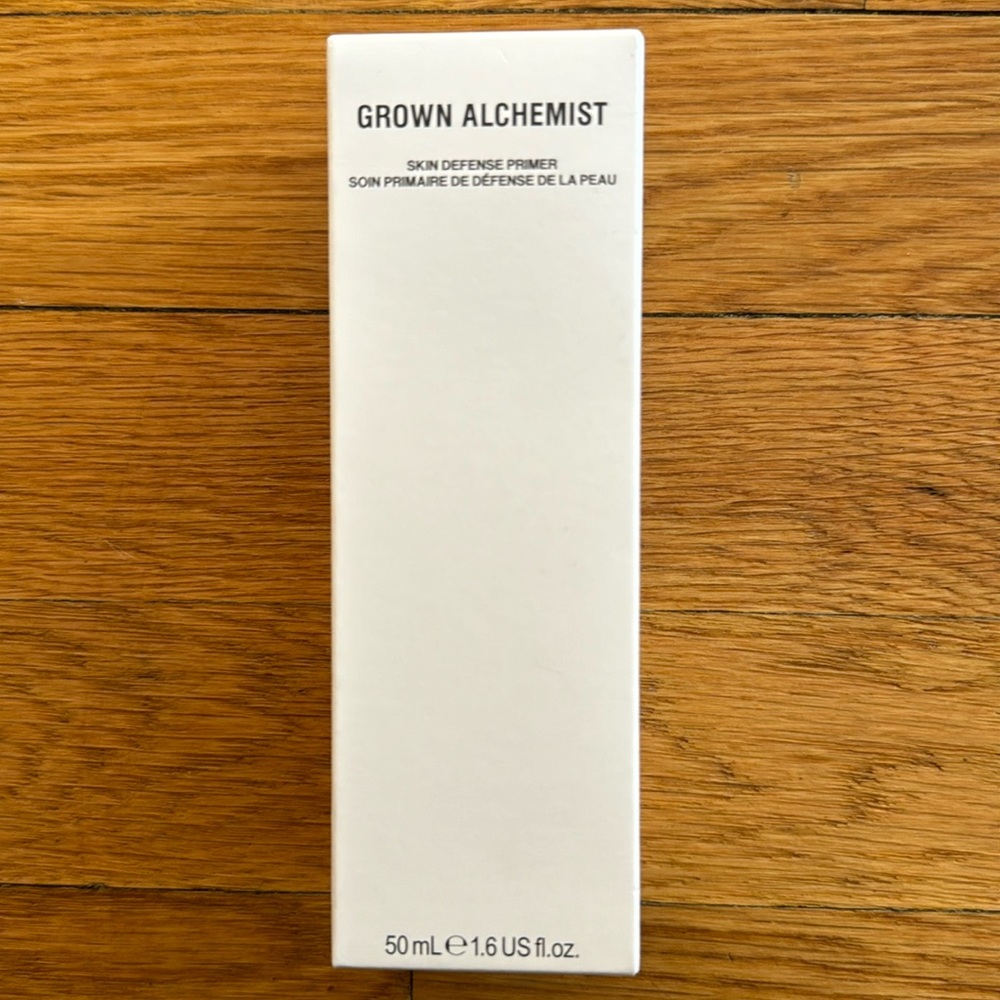 GROWN ALCHEMIST
SKIN DEFENSE PRIMER
SOIN PRIMAIRE DE DÉFENSE DE LA PEAU
50 mL ℮ 1.6 US fl.oz.